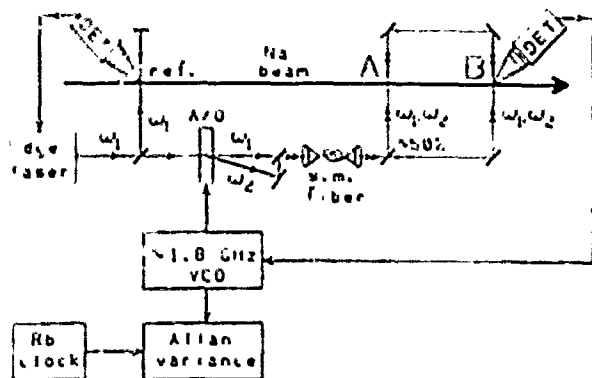 DET
DET
ref.
Na
beam
A
B
A/O
ω₁
ω₁,ω₂
ω₁,ω₂
dye
laser
ω₁
ω₁
ω₂
≈50%
s.m.
fiber
≈1.8 GHz
VCO
Rb
clock
Allan
variance